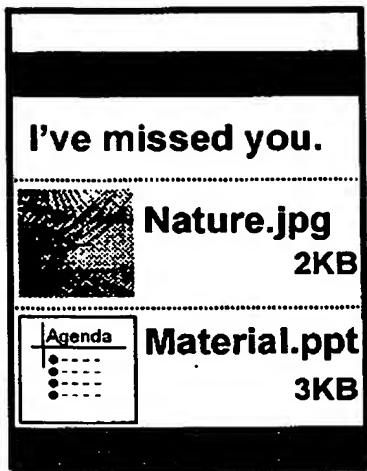 I've missed you.
Nature.jpg
2KB
Agenda
Material.ppt
3KB